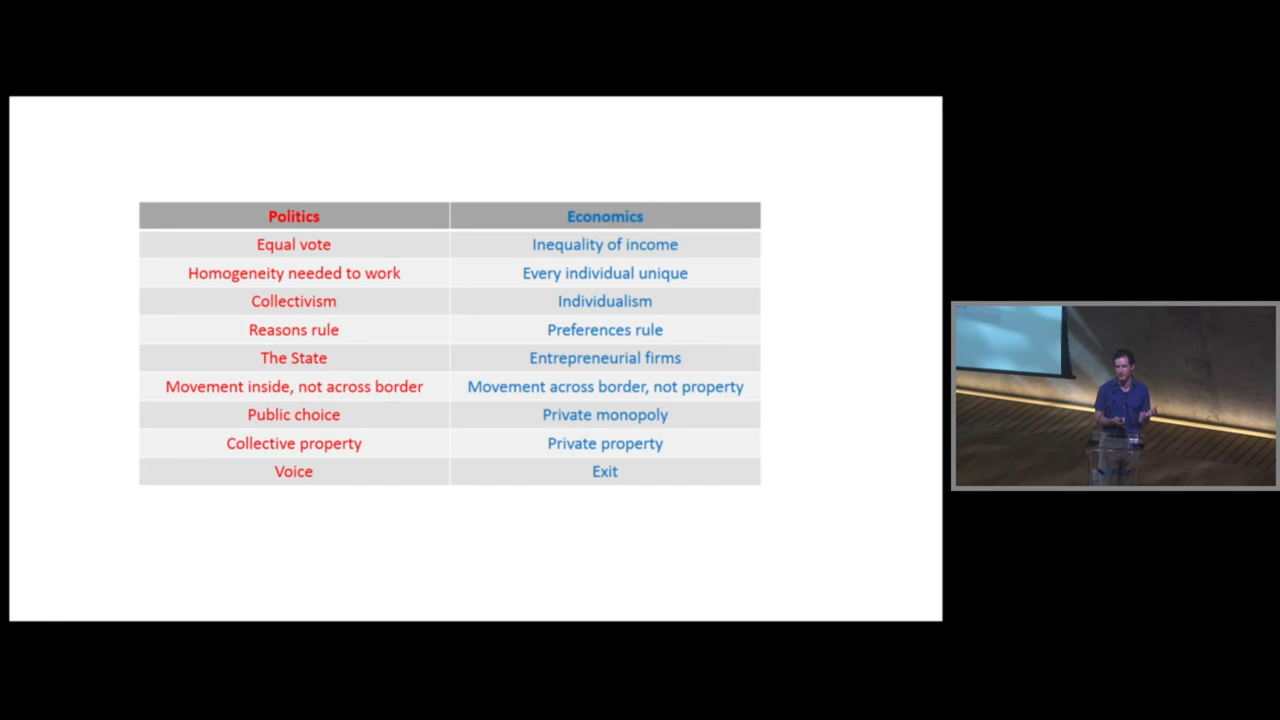 Politics Economics
Equal vote Inequality of income
Homogeneity needed to work Every individual unique
Collectivism Individualism
Reasons rule Preferences rule
The State Entrepreneurial firms
Movement inside, not across border Movement across border, not property
Public choice Private monopoly
Collective property Private property
Voice Exit